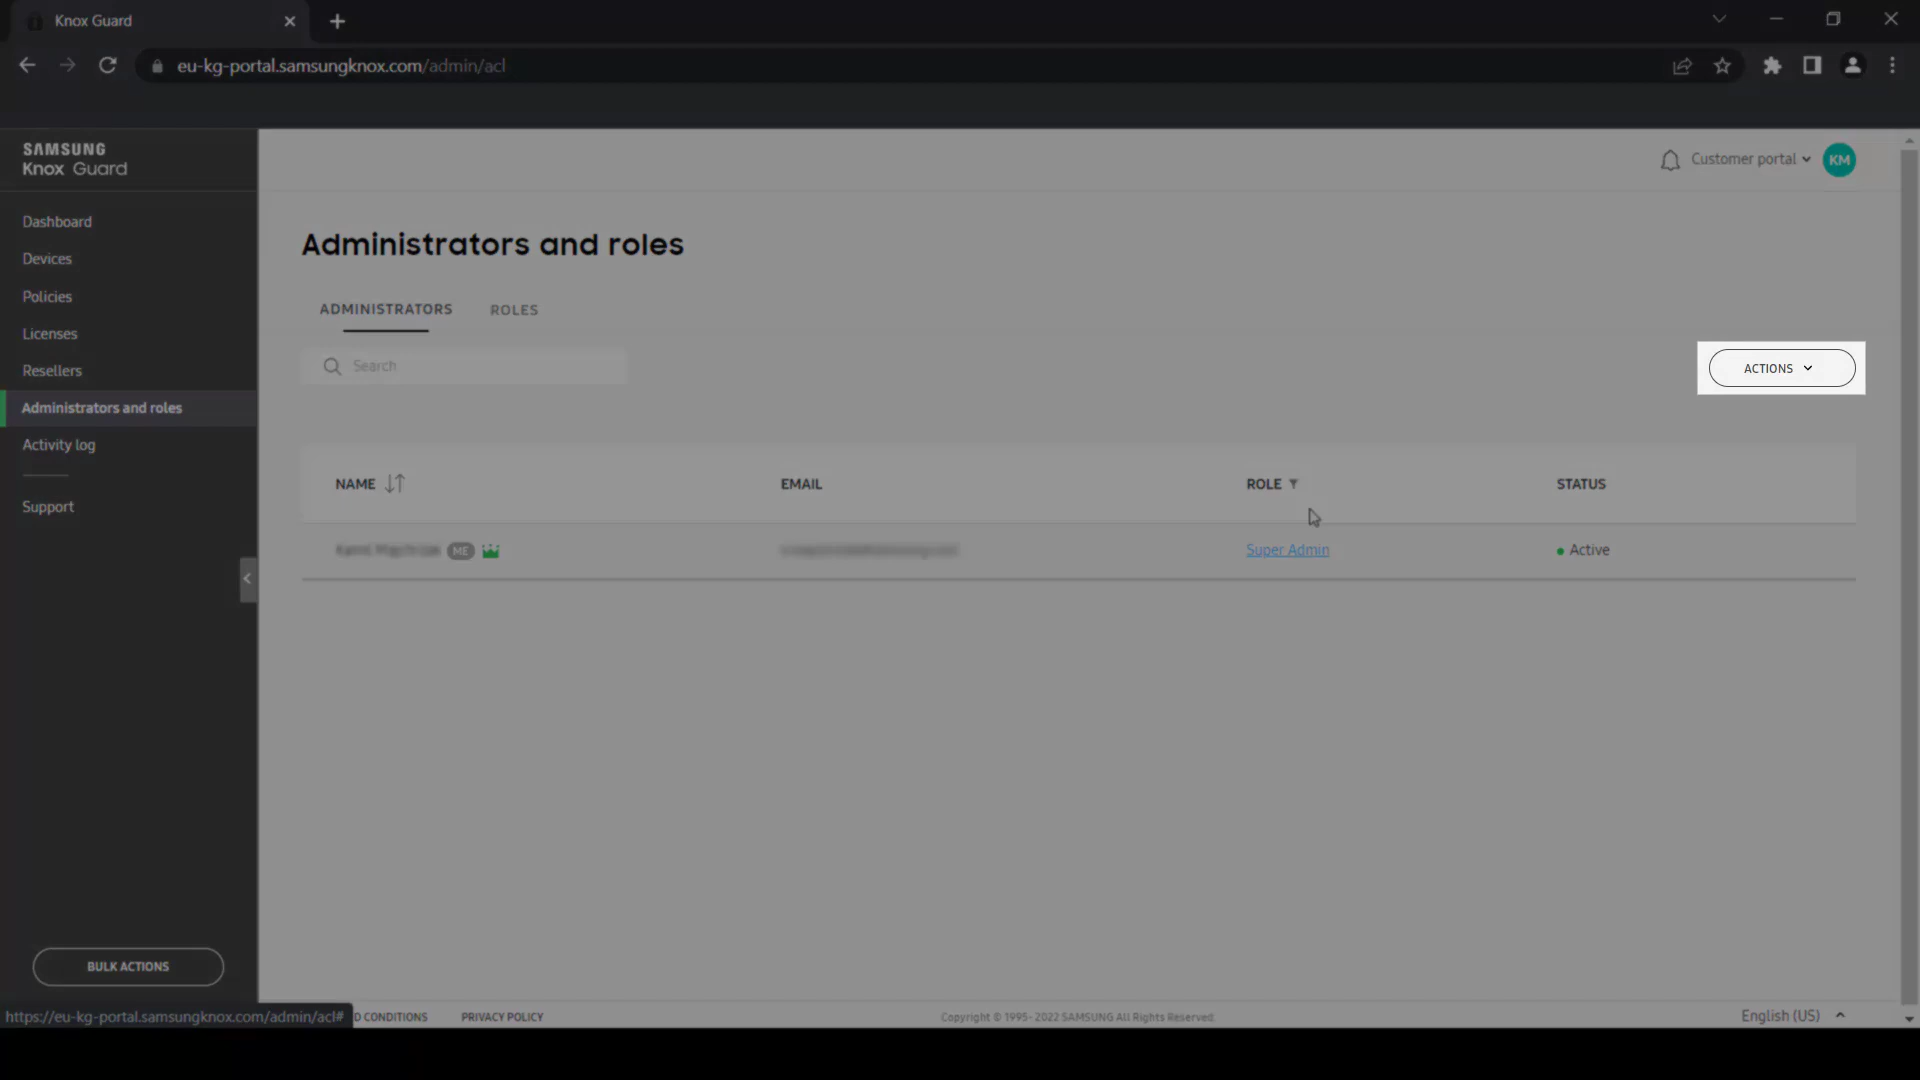 Knox Guard
eu-kg-portal.samsungknox.com/admin/acl
SAMSUNG
Knox Guard
Customer portal
KM
Dashboard
Devices
Policies
Licenses
Resellers
Administrators and roles
Activity log
Support
BULK ACTIONS
Administrators and roles
ADMINISTRATORS ROLES
Search
ACTIONS
NAME EMAIL ROLE STATUS
ME Super Admin Active
https://eu-kg-portal.samsungknox.com/admin/acl#
D CONDITIONS PRIVACY POLICY Copyright © 1995- 2022 SAMSUNG All Rights Reserved. English (US)